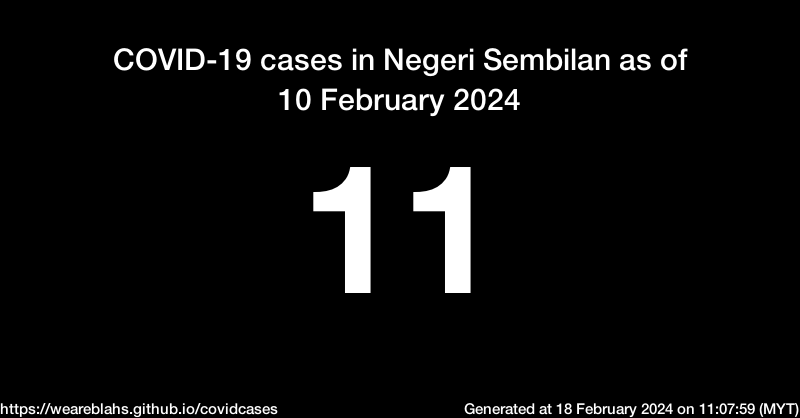 COVID-19 cases in Negeri Sembilan as of
10 February 2024
11
https://weareblahs.github.io/covidcases
Generated at 18 February 2024 on 11:07:59 (MYT)